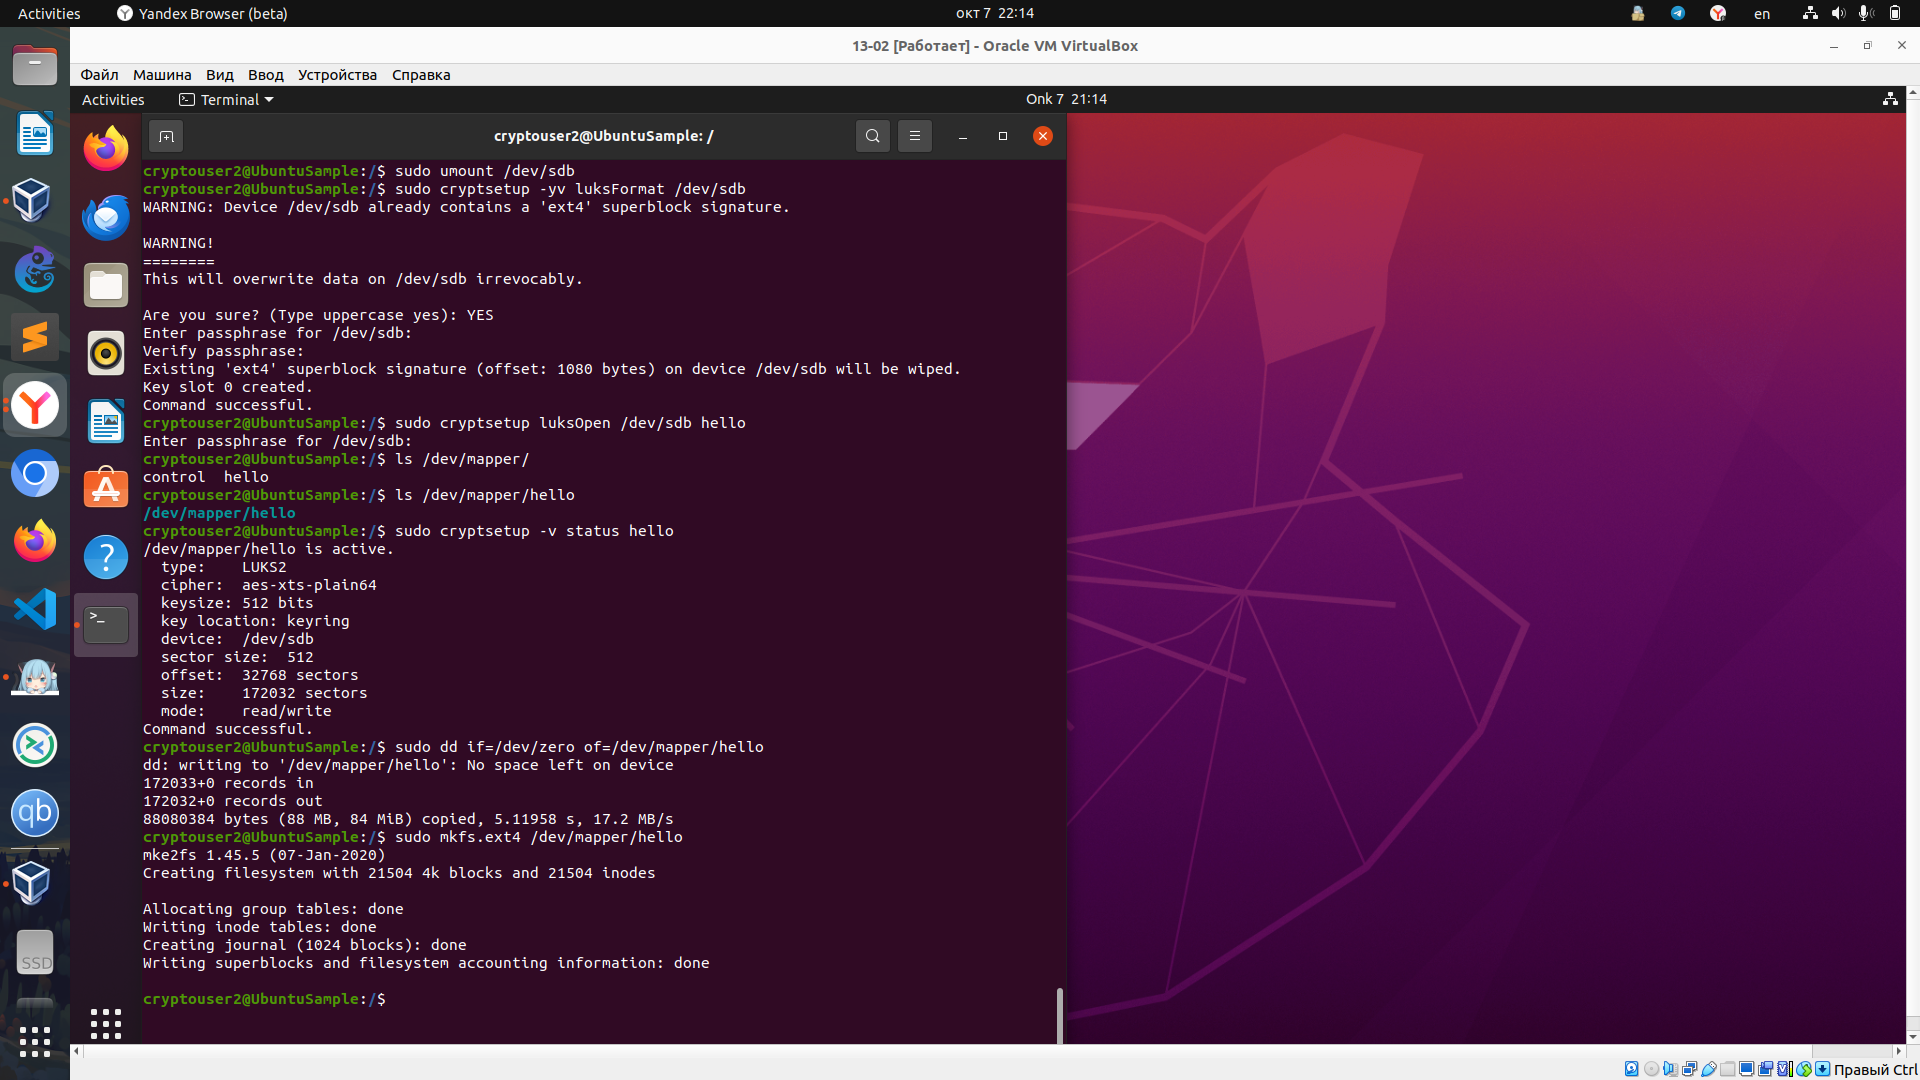 Activities
Yandex Browser (beta)
окт 7 22:14
en
13-02 [Работает] - Oracle VM VirtualBox
Файл Машина Вид Ввод Устройства Справка
Activities
Terminal
Onk 7 21:14
cryptouser2@UbuntuSample: /
cryptouser2@UbuntuSample:/$ sudo umount /dev/sdb
cryptouser2@UbuntuSample:/$ sudo cryptsetup -yv luksFormat /dev/sdb
WARNING: Device /dev/sdb already contains a 'ext4' superblock signature.
WARNING!
========
This will overwrite data on /dev/sdb irrevocably.
Are you sure? (Type uppercase yes): YES
Enter passphrase for /dev/sdb:
Verify passphrase:
Existing 'ext4' superblock signature (offset: 1080 bytes) on device /dev/sdb will be wiped.
Key slot 0 created.
Command successful.
cryptouser2@UbuntuSample:/$ sudo cryptsetup luksOpen /dev/sdb hello
Enter passphrase for /dev/sdb:
cryptouser2@UbuntuSample:/$ ls /dev/mapper/
control  hello
cryptouser2@UbuntuSample:/$ ls /dev/mapper/hello
/dev/mapper/hello
cryptouser2@UbuntuSample:/$ sudo cryptsetup -v status hello
/dev/mapper/hello is active.
  type:    LUKS2
  cipher:  aes-xts-plain64
  keysize: 512 bits
  key location: keyring
  device:  /dev/sdb
  sector size:  512
  offset:  32768 sectors
  size:    172032 sectors
  mode:    read/write
Command successful.
cryptouser2@UbuntuSample:/$ sudo dd if=/dev/zero of=/dev/mapper/hello
dd: writing to '/dev/mapper/hello': No space left on device
172033+0 records in
172032+0 records out
88080384 bytes (88 MB, 84 MiB) copied, 5.11958 s, 17.2 MB/s
cryptouser2@UbuntuSample:/$ sudo mkfs.ext4 /dev/mapper/hello
mke2fs 1.45.5 (07-Jan-2020)
Creating filesystem with 21504 4k blocks and 21504 inodes
Allocating group tables: done
Writing inode tables: done
Creating journal (1024 blocks): done
Writing superblocks and filesystem accounting information: done
cryptouser2@UbuntuSample:/$
qb
SSD
Правый Ctrl